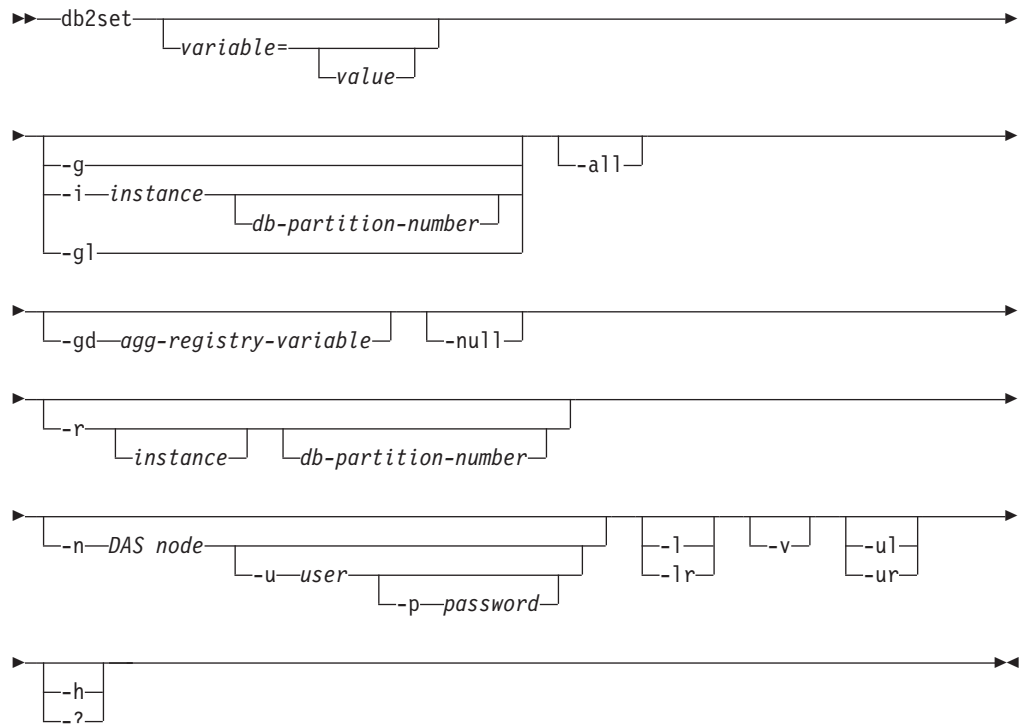 db2set
variable=
value
-g
-all
-i instance
db-partition-number
-gl
-gd agg-registry-variable
-null
-r
instance
db-partition-number
-n DAS node
-l
-v
-ul
-u user
-lr
-ur
-p password
-h
-?